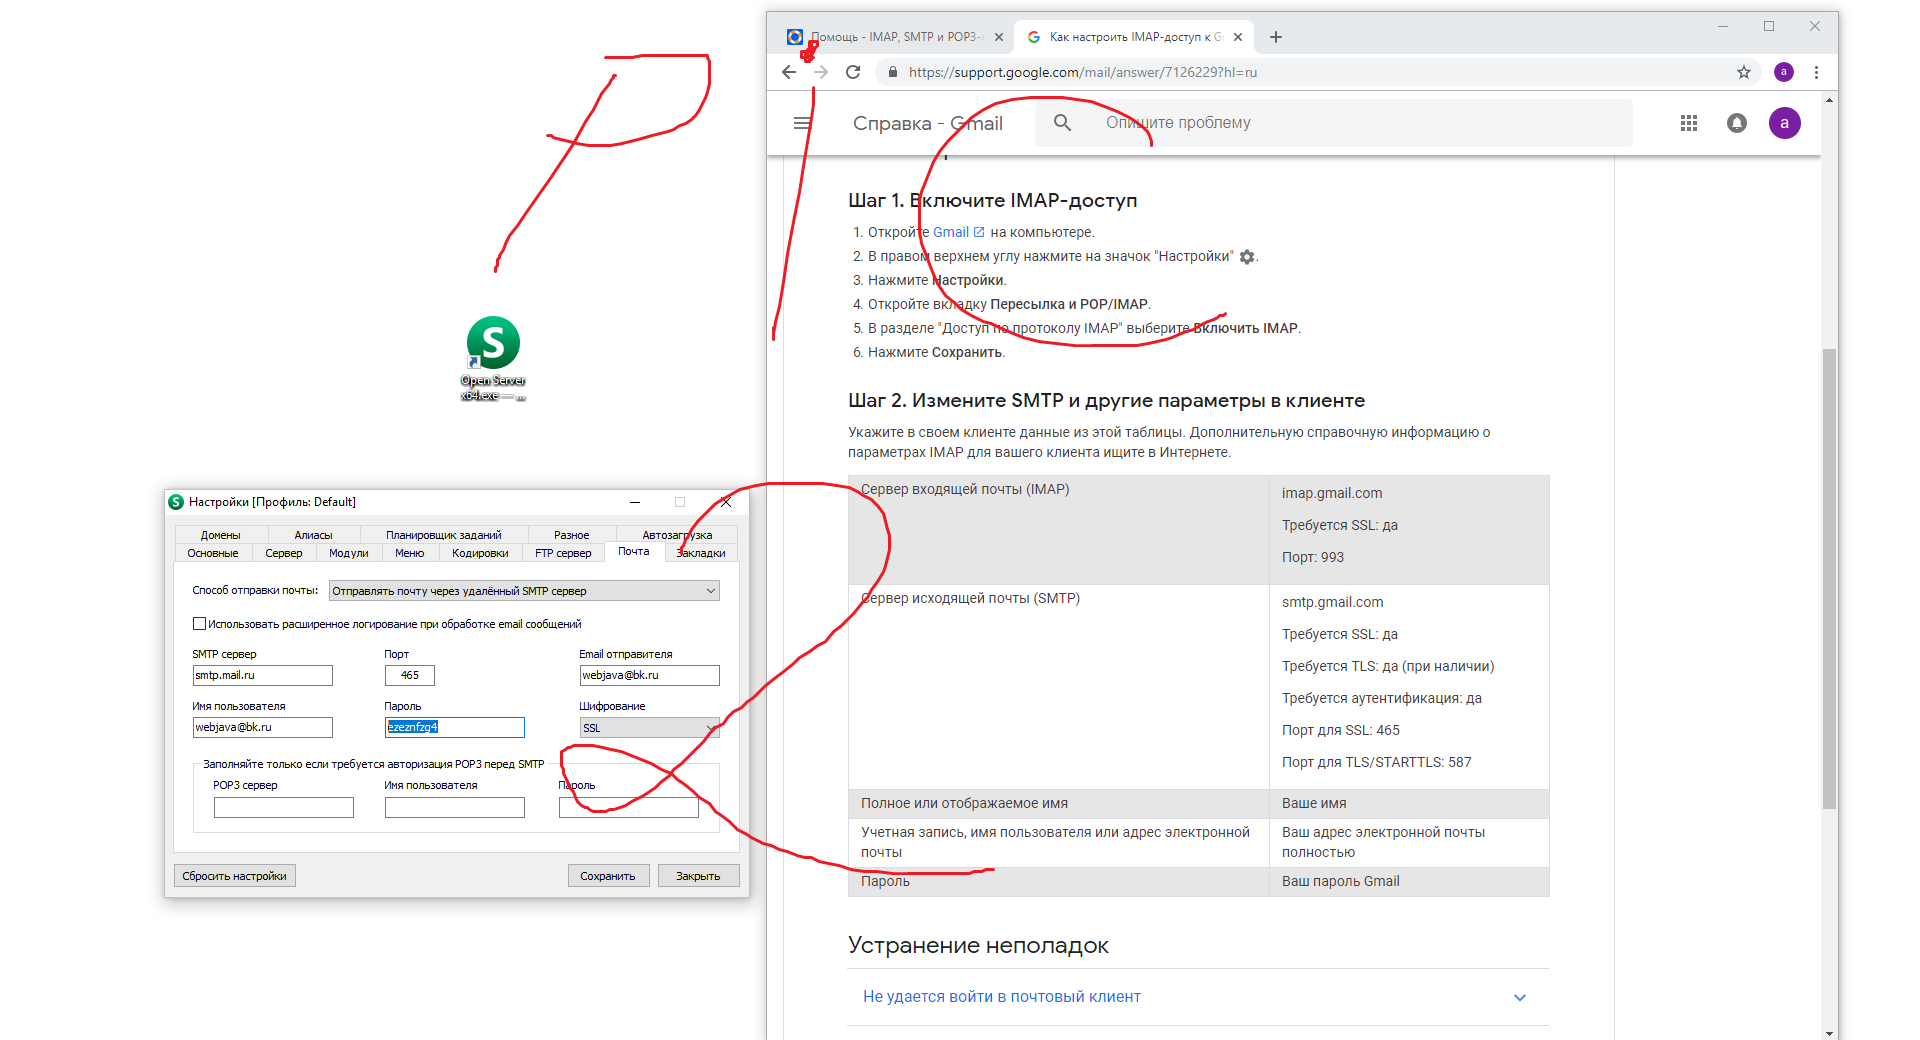 Open Server
x64.exe — ...
Настройки [Профиль: Default]
Домены Алиасы Планировщик заданий Разное Автозагрузка
Основные Сервер Модули Меню Кодировки FTP сервер Почта Закладки
Способ отправки почты: Отправлять почту через удалённый SMTP сервер
Использовать расширенное логирование при обработке email сообщений
SMTP сервер Порт Email отправителя
smtp.mail.ru 465 webjava@bk.ru
Имя пользователя Пароль Шифрование
webjava@bk.ru ezeznfzg4 SSL
Заполняйте только если требуется авторизация POP3 перед SMTP
POP3 сервер Имя пользователя Пароль
Сбросить настройки Сохранить Закрыть
Помощь - IMAP, SMTP и POP3- Как настроить IMAP-доступ к G
https://support.google.com/mail/answer/7126229?hl=ru a
Справка - Gmail Опишите проблему a
Шаг 1. Включите IMAP-доступ
1. Откройте Gmail на компьютере.
2. В правом верхнем углу нажмите на значок "Настройки" .
3. Нажмите Настройки.
4. Откройте вкладку Пересылка и POP/IMAP.
5. В разделе "Доступ по протоколу IMAP" выберите Включить IMAP.
6. Нажмите Сохранить.
Шаг 2. Измените SMTP и другие параметры в клиенте
Укажите в своем клиенте данные из этой таблицы. Дополнительную справочную информацию о
параметрах IMAP для вашего клиента ищите в Интернете.
Сервер входящей почты (IMAP) imap.gmail.com
Требуется SSL: да
Порт: 993
Сервер исходящей почты (SMTP) smtp.gmail.com
Требуется SSL: да
Требуется TLS: да (при наличии)
Требуется аутентификация: да
Порт для SSL: 465
Порт для TLS/STARTTLS: 587
Полное или отображаемое имя Ваше имя
Учетная запись, имя пользователя или адрес электронной
почты
Ваш адрес электронной почты
полностью
Пароль Ваш пароль Gmail
Устранение неполадок
Не удается войти в почтовый клиент